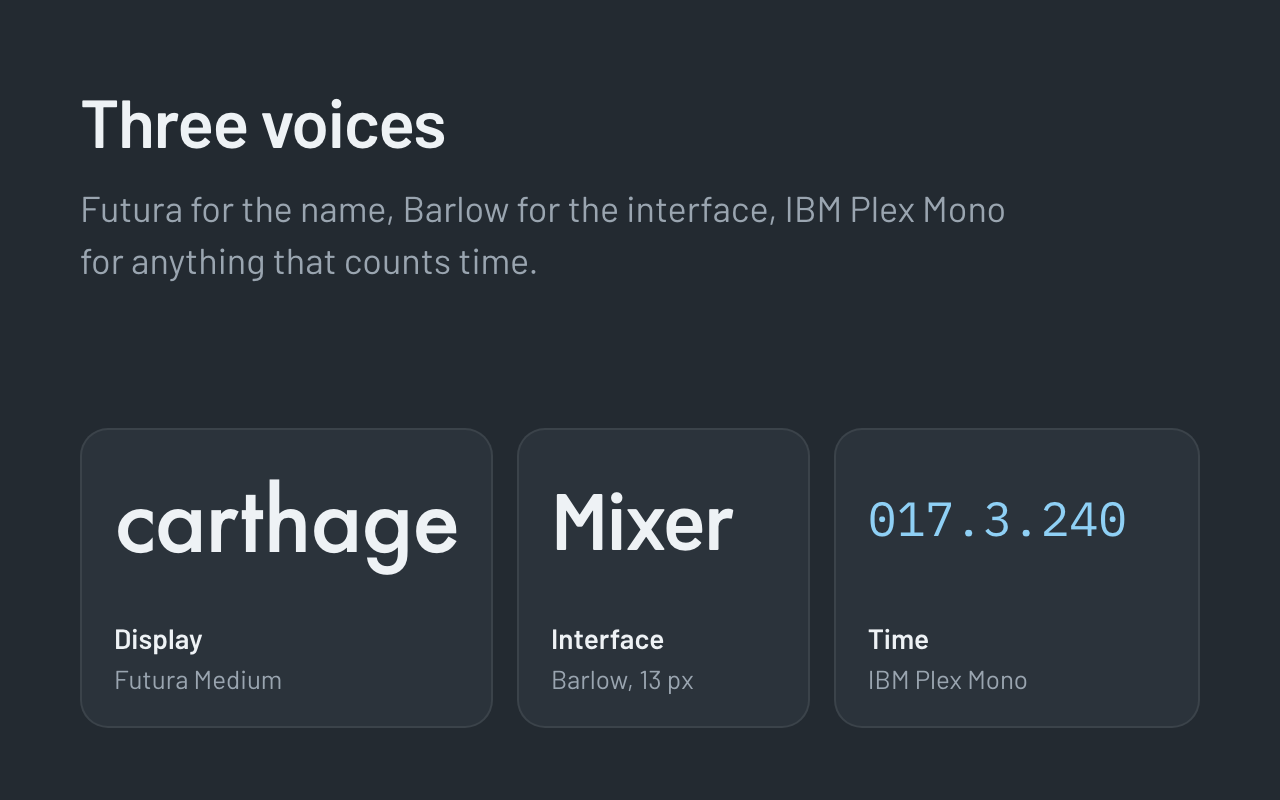 Three voices
Futura for the name, Barlow for the interface, IBM Plex Mono
for anything that counts time.
carthage
Display
Futura Medium
Mixer
Interface
Barlow, 13 px
017.3.240
Time
IBM Plex Mono